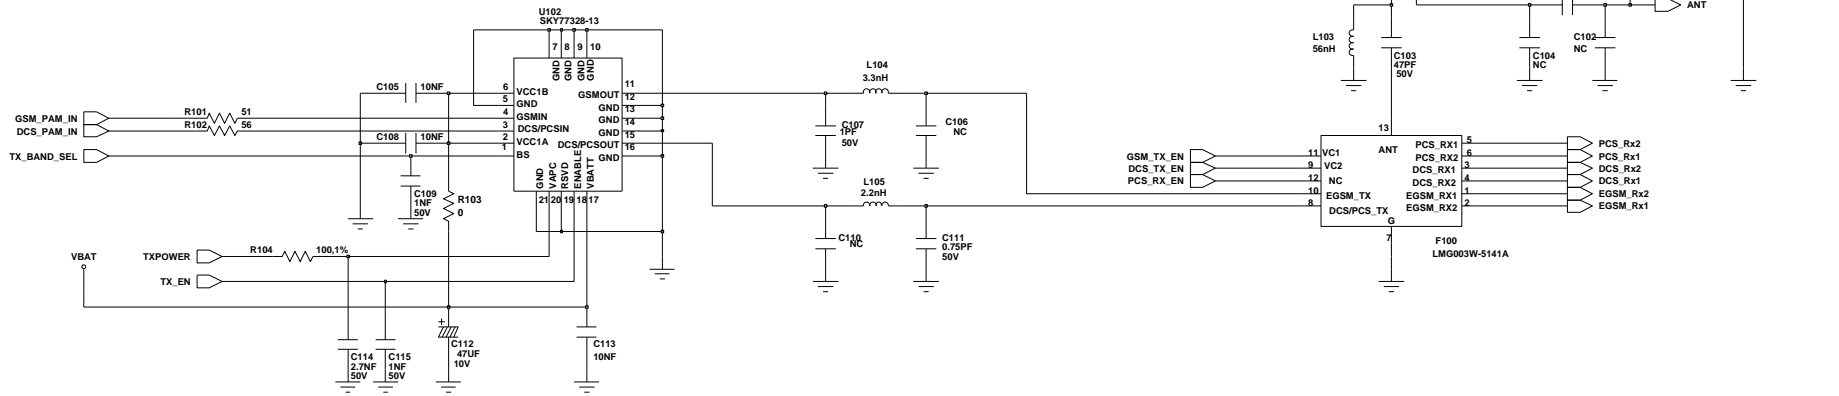 U102
SKY77328-13
7 8 9 10
GND GND GND GND
C105 10NF
6 VCC1B
5 GND
4 GSMIN
3 DCS/PCSIN
2 VCC1A
1 BS
GSMOUT 11
GND 12
GND 13
GND 14
DCS/PCSOUT 15
GND 16
GND VAPC RSVD ENABLE VBATT
21 20 19 18 17
GSM_PAM_IN
R101 51
DCS_PAM_IN
R102 56
C108 10NF
TX_BAND_SEL
C109
1NF
50V
R103
0
VBAT
TXPOWER
R104 100,1%
TX_EN
C114
2.7NF
50V
C115
1NF
50V
+
C112
47UF
10V
C113
10NF
L104
3.3nH
C107
1PF
50V
C106
NC
L105
2.2nH
C110
NC
C111
0.75PF
50V
ANT
L103
56nH
C103
47PF
50V
C104
NC
C102
NC
13
ANT
GSM_TX_EN 11 VC1
DCS_TX_EN 9 VC2
PCS_RX_EN 12 NC
10 EGSM_TX
8 DCS/PCS_TX
PCS_RX1 5 PCS_Rx2
PCS_RX2 6 PCS_Rx1
DCS_RX1 3 DCS_Rx2
DCS_RX2 4 DCS_Rx1
EGSM_RX1 1 EGSM_Rx2
EGSM_RX2 2 EGSM_Rx1
G
7
F100
LMG003W-5141A